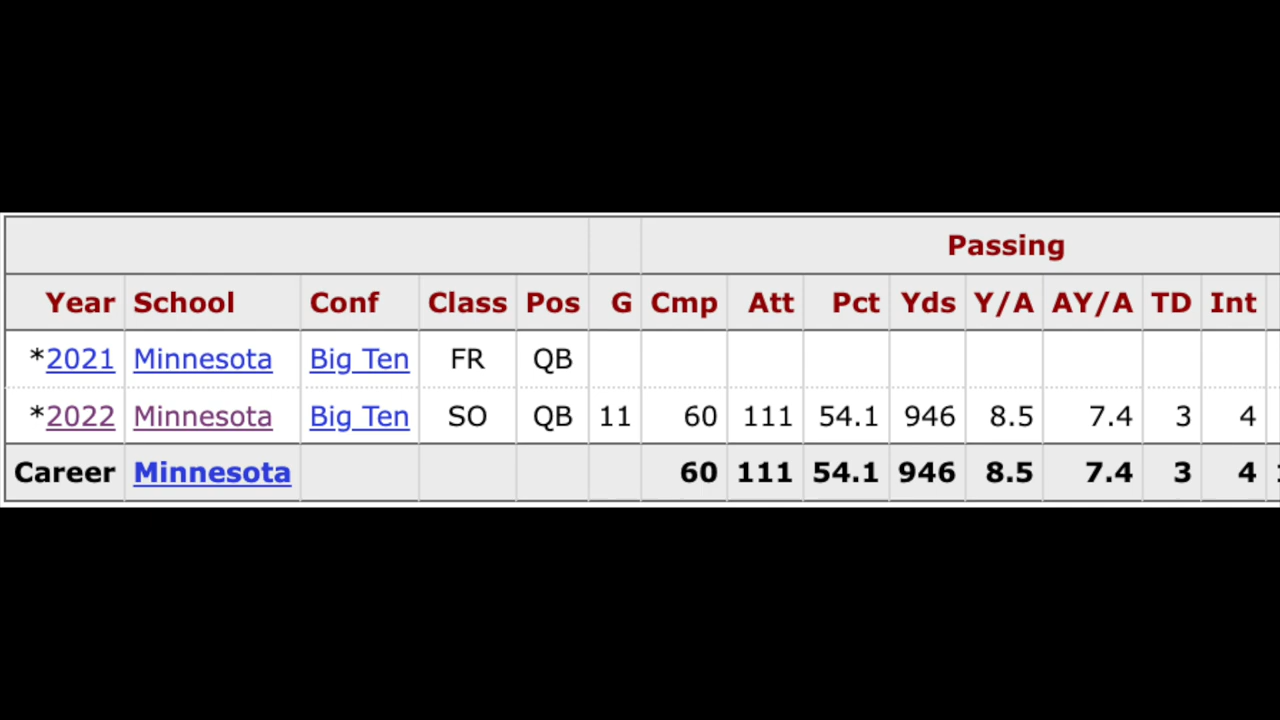 Passing
Year School Conf Class Pos G Cmp Att Pct Yds Y/A AY/A TD Int
*2021 Minnesota Big Ten FR QB
*2022 Minnesota Big Ten SO QB 11 60 111 54.1 946 8.5 7.4 3 4
Career Minnesota 60 111 54.1 946 8.5 7.4 3 4